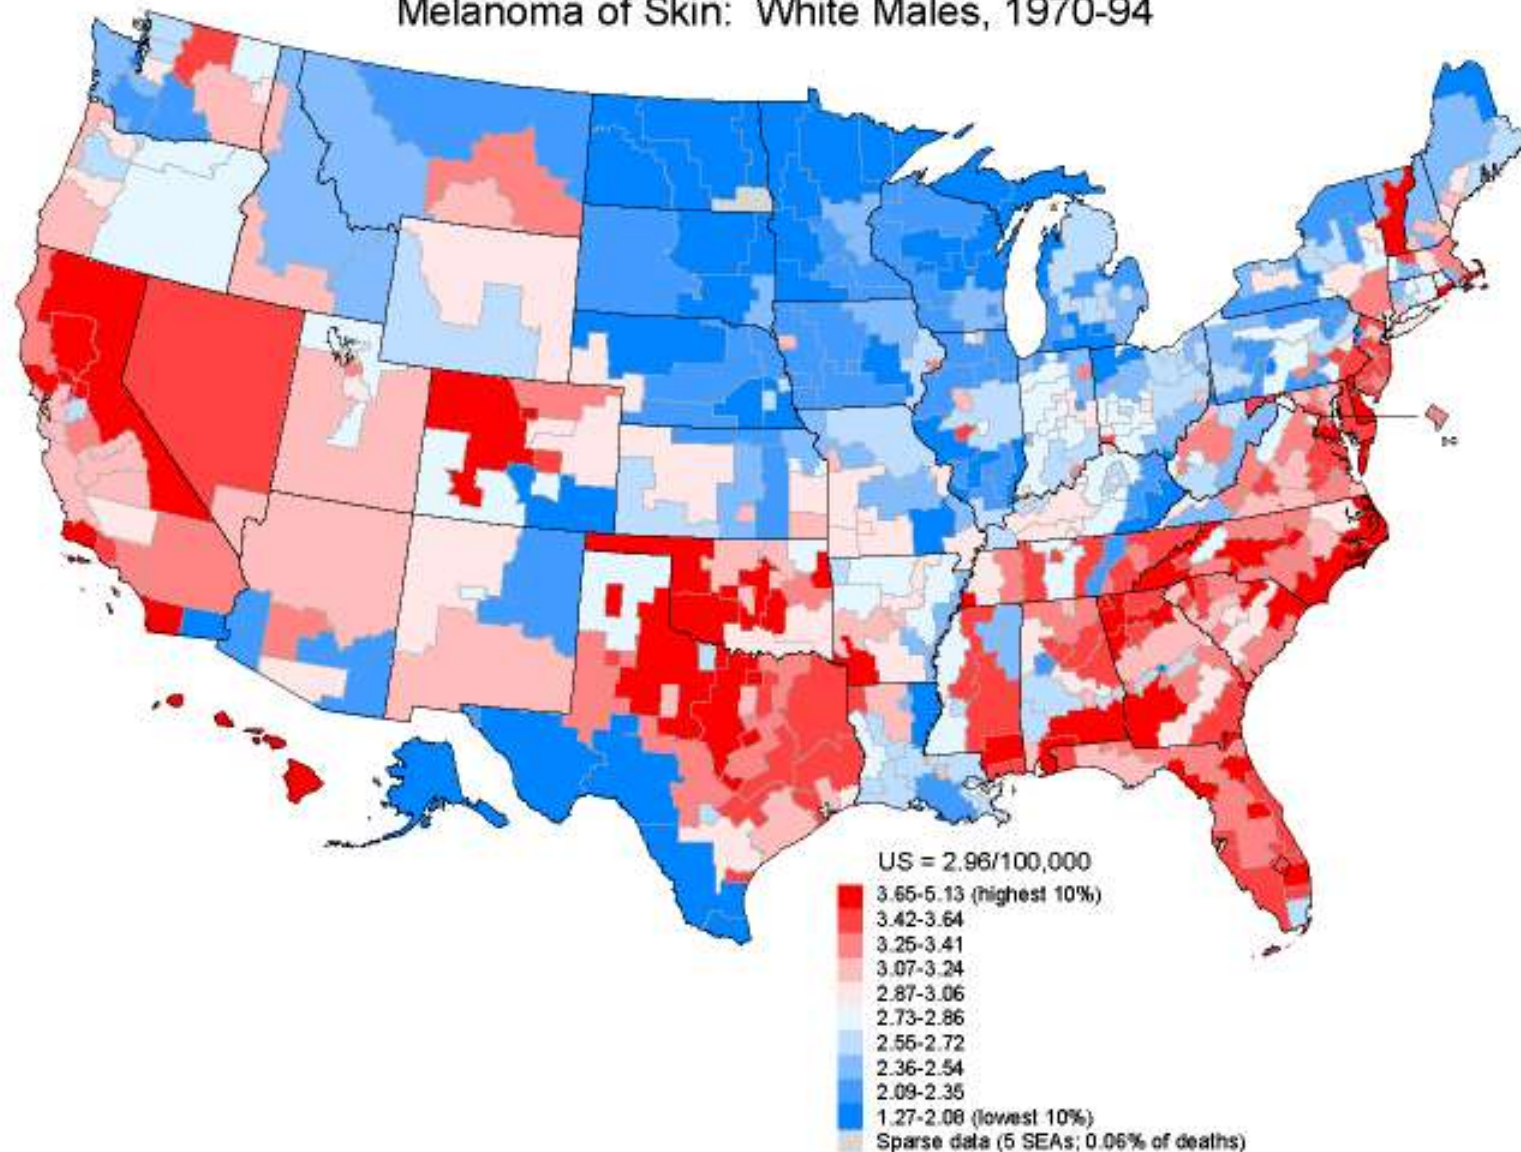 Melanoma of Skin: White Males, 1970-94
DC
US = 2.96/100,000
3.65-5.13 (highest 10%)
3.42-3.64
3.25-3.41
3.07-3.24
2.87-3.06
2.73-2.86
2.55-2.72
2.36-2.54
2.09-2.35
1.27-2.08 (lowest 10%)
Sparse data (5 SEAs; 0.06% of deaths)